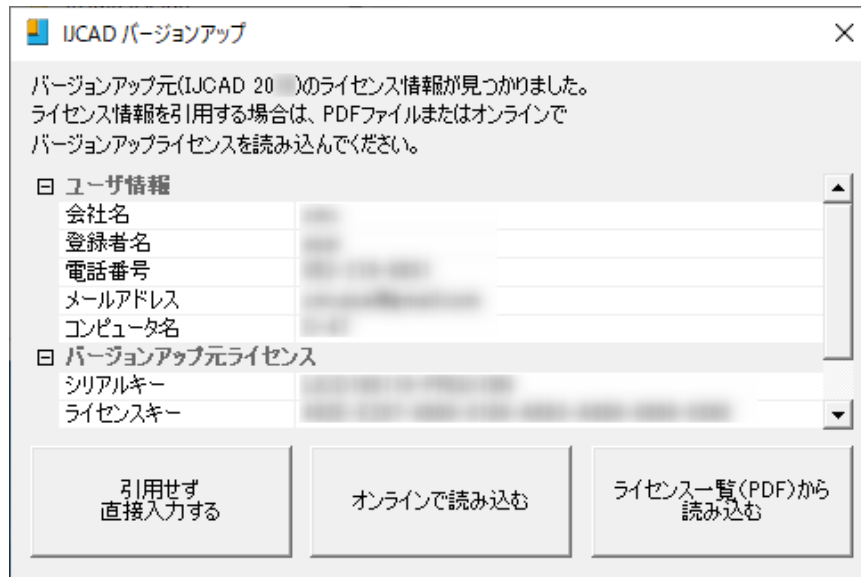 IJCAD バージョンアップ
バージョンアップ元(IJCAD 20 )のライセンス情報が見つかりました。
ライセンス情報を引用する場合は、PDFファイルまたはオンラインで
バージョンアップライセンスを読み込んでください。
ユーザ情報
会社名
登録者名
電話番号
メールアドレス
コンピュータ名
バージョンアップ元ライセンス
シリアルキー
ライセンスキー
引用せず
直接入力する
オンラインで読み込む
ライセンス一覧(PDF)から
読み込む